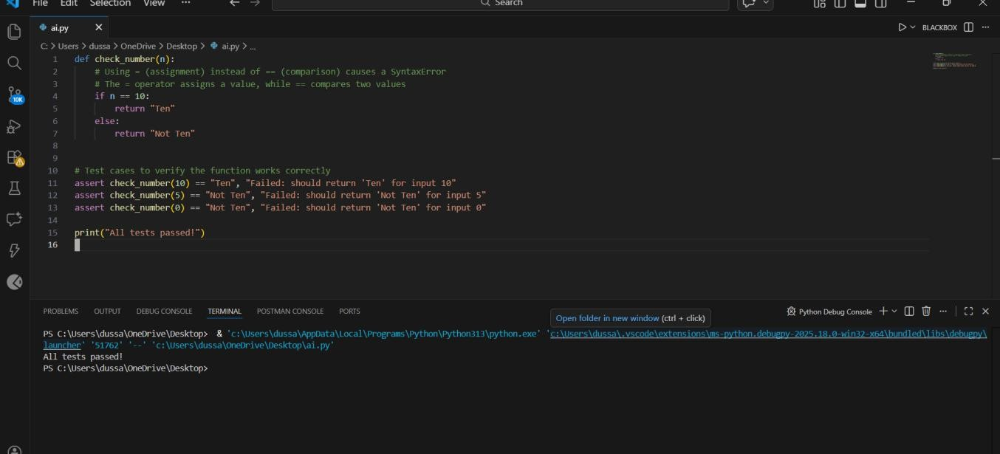 File Edit Selection View ... Search
ai.py
BLACKBOX
C: > Users > dussa > OneDrive > Desktop > ai.py > ...
1 def check_number(n):
2     # Using = (assignment) instead of == (comparison) causes a SyntaxError
3     # The = operator assigns a value, while == compares two values
4     if n == 10:
5         return "Ten"
6     else:
7         return "Not Ten"
8
9
10 # Test cases to verify the function works correctly
11 assert check_number(10) == "Ten", "Failed: should return 'Ten' for input 10"
12 assert check_number(5) == "Not Ten", "Failed: should return 'Not Ten' for input 5"
13 assert check_number(0) == "Not Ten", "Failed: should return 'Not Ten' for input 0"
14
15 print("All tests passed!")
16
10K
PROBLEMS OUTPUT DEBUG CONSOLE TERMINAL POSTMAN CONSOLE PORTS
Python Debug Console
Open folder in new window (ctrl + click)
PS C:\Users\dussa\OneDrive\Desktop>  & 'c:\Users\dussa\AppData\Local\Programs\Python\Python313\python.exe' 'c:\Users\dussa\.vscode\extensions\ms-python.debugpy-2025.18.0-win32-x64\bundled\libs\debugpy\
launcher' '51762' '--' 'c:\Users\dussa\OneDrive\Desktop\ai.py'
All tests passed!
PS C:\Users\dussa\OneDrive\Desktop>